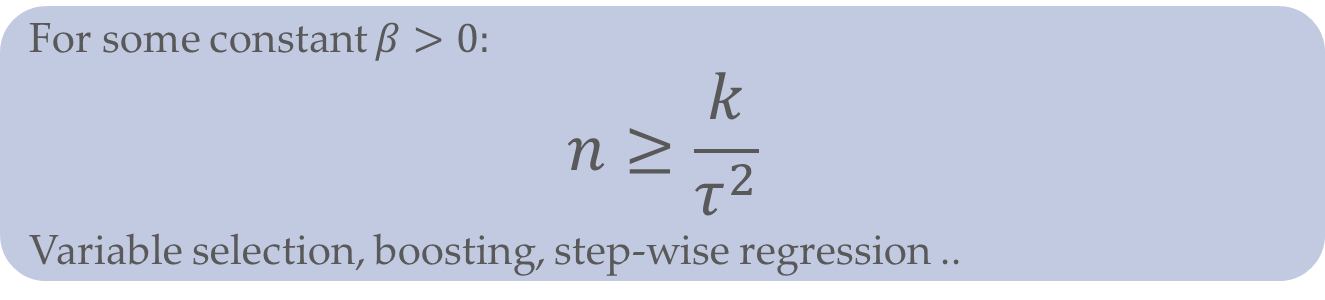 For some constant β > 0:
n ≥ k / τ²
Variable selection, boosting, step-wise regression ..